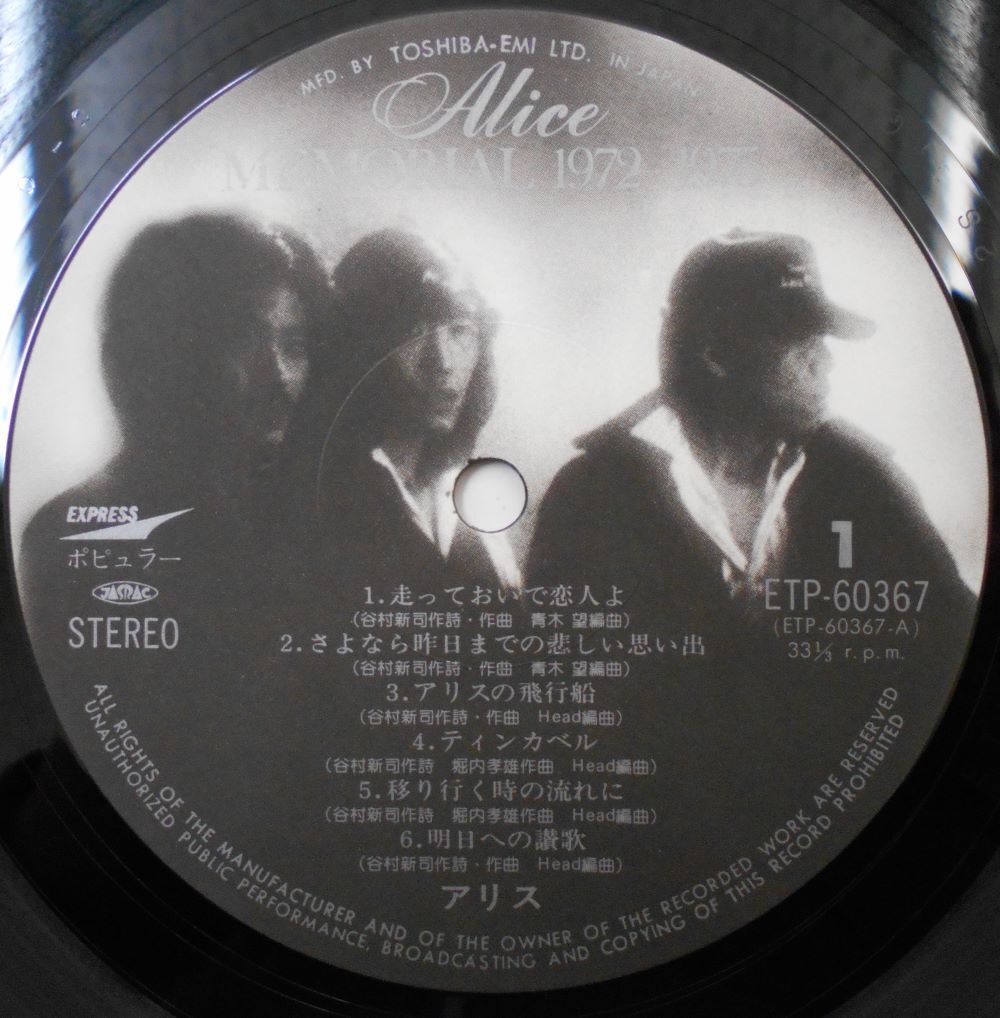 MFD. BY TOSHIBA-EMI LTD. IN JAPAN
Alice
MEMORIAL 1972-1975
EXPRESS
ポピュラー
JASRAC
STEREO
1
ETP-60367
(ETP-60367-A)
33⅓ r.p.m.
1.走っておいで恋人よ
(谷村新司作詩・作曲 青木 望編曲)
2.さよなら昨日までの悲しい思い出
(谷村新司作詩・作曲 青木 望編曲)
3.アリスの飛行船
(谷村新司作詩・作曲 Head編曲)
4.ティンカベル
(谷村新司作詩 堀内孝雄作曲 Head編曲)
5.移り行く時の流れに
(谷村新司作詩 堀内孝雄作曲 Head編曲)
6.明日への讃歌
(谷村新司作詩・作曲 Head編曲)
アリス
ALL RIGHTS OF THE MANUFACTURER AND OF THE OWNER OF THE RECORDED WORK ARE RESERVED
UNAUTHORIZED PUBLIC PERFORMANCE, BROADCASTING AND COPYING OF THIS RECORD PROHIBITED